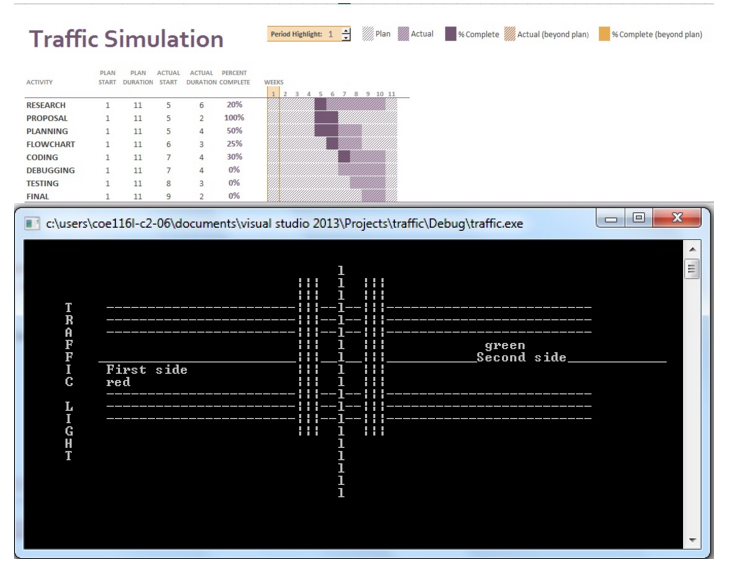 Traffic Simulation
Period Highlight: 1
Plan
Actual
% Complete
Actual (beyond plan)
% Complete (beyond plan)
ACTIVITY PLAN START PLAN DURATION ACTUAL START ACTUAL DURATION PERCENT COMPLETE WEEKS
1 2 3 4 5 6 7 8 9 10 11
RESEARCH 1 11 5 6 20%
PROPOSAL 1 11 5 2 100%
PLANNING 1 11 5 4 50%
FLOWCHART 1 11 6 3 25%
CODING 1 11 7 4 30%
DEBUGGING 1 11 7 4 0%
TESTING 1 11 8 3 0%
FINAL 1 11 9 2 0%
c:\users\coe116l-c2-06\documents\visual studio 2013\Projects\traffic\Debug\traffic.exe
TRAFFIC LIGHT
green
Second side
First side
red